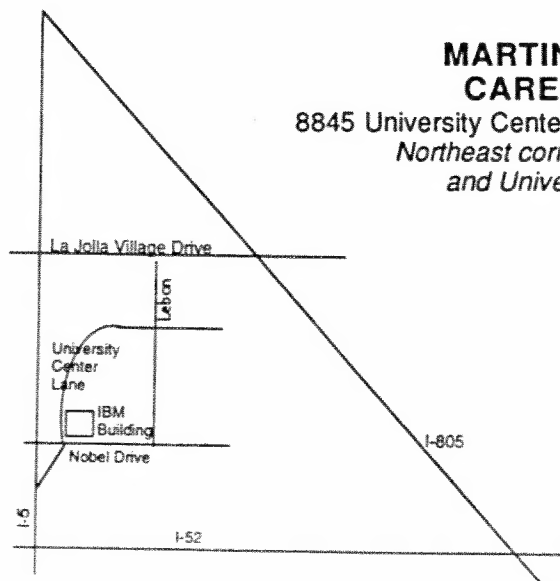 MARTIN
CARE
8845 University Cente
Northeast cor
and Unive
La Jolla Village Drive
Lebon
University
Center
Lane
IBM
Building
Nobel Drive
I-805
I-5
I-52